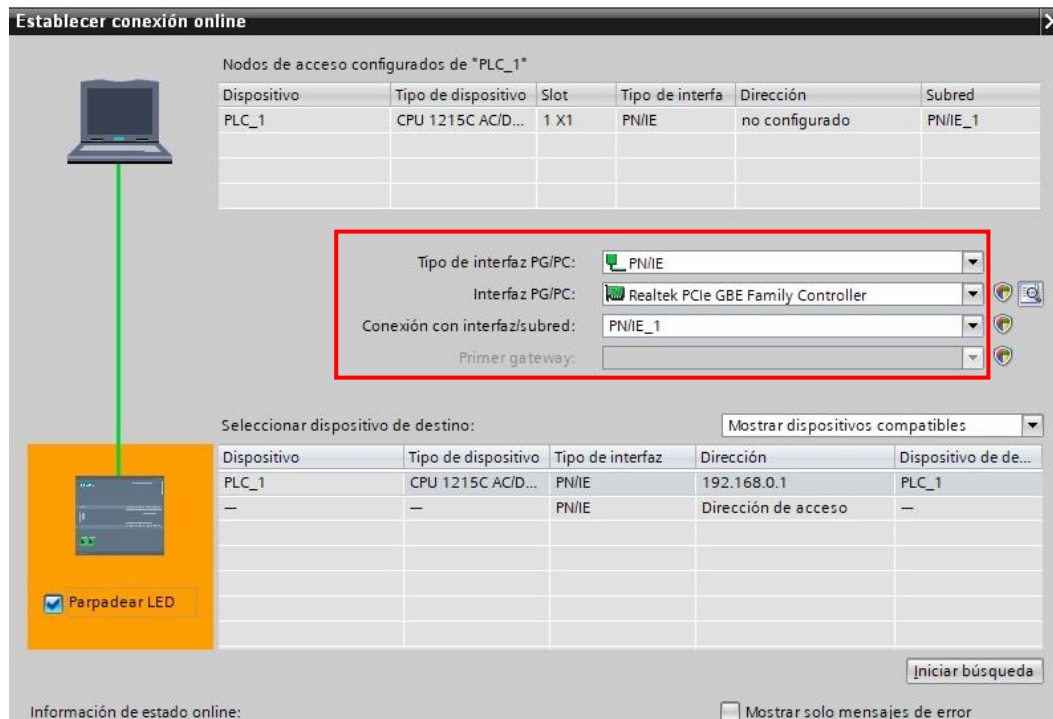 Establecer conexión online
Nodos de acceso configurados de "PLC_1"
Dispositivo Tipo de dispositivo Slot Tipo de interfa Dirección Subred
PLC_1 CPU 1215C AC/D... 1 X1 PN/IE no configurado PN/IE_1
Tipo de interfaz PG/PC: PN/IE
Interfaz PG/PC: Realtek PCIe GBE Family Controller
Conexión con interfaz/subred: PN/IE_1
Primer gateway:
Seleccionar dispositivo de destino: Mostrar dispositivos compatibles
Dispositivo Tipo de dispositivo Tipo de interfaz Dirección Dispositivo de de...
PLC_1 CPU 1215C AC/D... PN/IE 192.168.0.1 PLC_1
— — PN/IE Dirección de acceso —
Parpadear LED
Iniciar búsqueda
Información de estado online: Mostrar solo mensajes de error